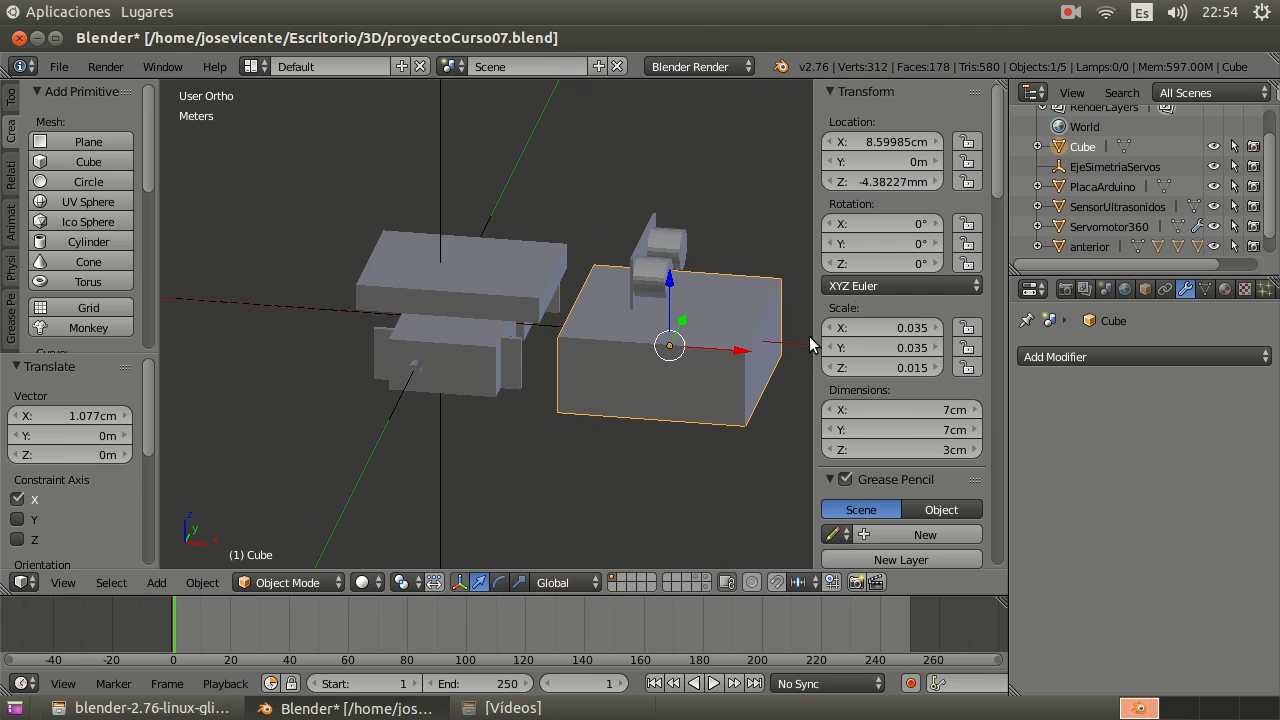 Aplicaciones Lugares Es 22:54
Blender* [/home/josevicente/Escritorio/3D/proyectoCurso07.blend]
File Render Window Help Default Scene Blender Render v2.76 | Verts:312 | Faces:178 | Tris:580 | Objects:1/5 | Lamps:0/0 | Mem:597.00M | Cube
Too
Crea
Relati
Animat
Physi
Grease Pe
Add Primitive
Mesh:
Plane
Cube
Circle
UV Sphere
Ico Sphere
Cylinder
Cone
Torus
Grid
Monkey
Translate
Vector
X: 1.077cm
Y: 0m
Z: 0m
Constraint Axis
X
Y
Z
Orientation
User Ortho
Meters
z
y
x
(1) Cube
Transform
Location:
X: 8.59985cm
Y: 0m
Z: -4.38227mm
Rotation:
X: 0°
Y: 0°
Z: 0°
XYZ Euler
Scale:
X: 0.035
Y: 0.035
Z: 0.015
Dimensions:
X: 7cm
Y: 7cm
Z: 3cm
Grease Pencil
Scene Object
New
New Layer
View Search All Scenes
RenderLayers
World
Cube
EjeSimetriaServos
PlacaArduino
SensorUltrasonidos
Servomotor360
anterior
Cube
Add Modifier
View Select Add Object Object Mode Global
-40 -20 0 20 40 60 80 100 120 140 160 180 200 220 240 260
View Marker Frame Playback Start: 1 End: 250 1 No Sync
blender-2.76-linux-gli... Blender* [/home/jos... [Vídeos]